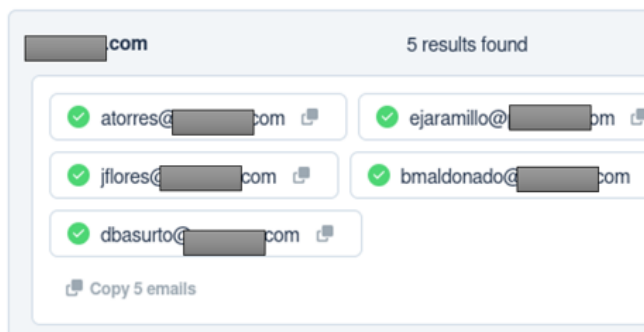 .com 5 results found
atorres@ com ejaramillo@ om
jflores@ com bmaldonado@ com
dbasurto@ com
Copy 5 emails